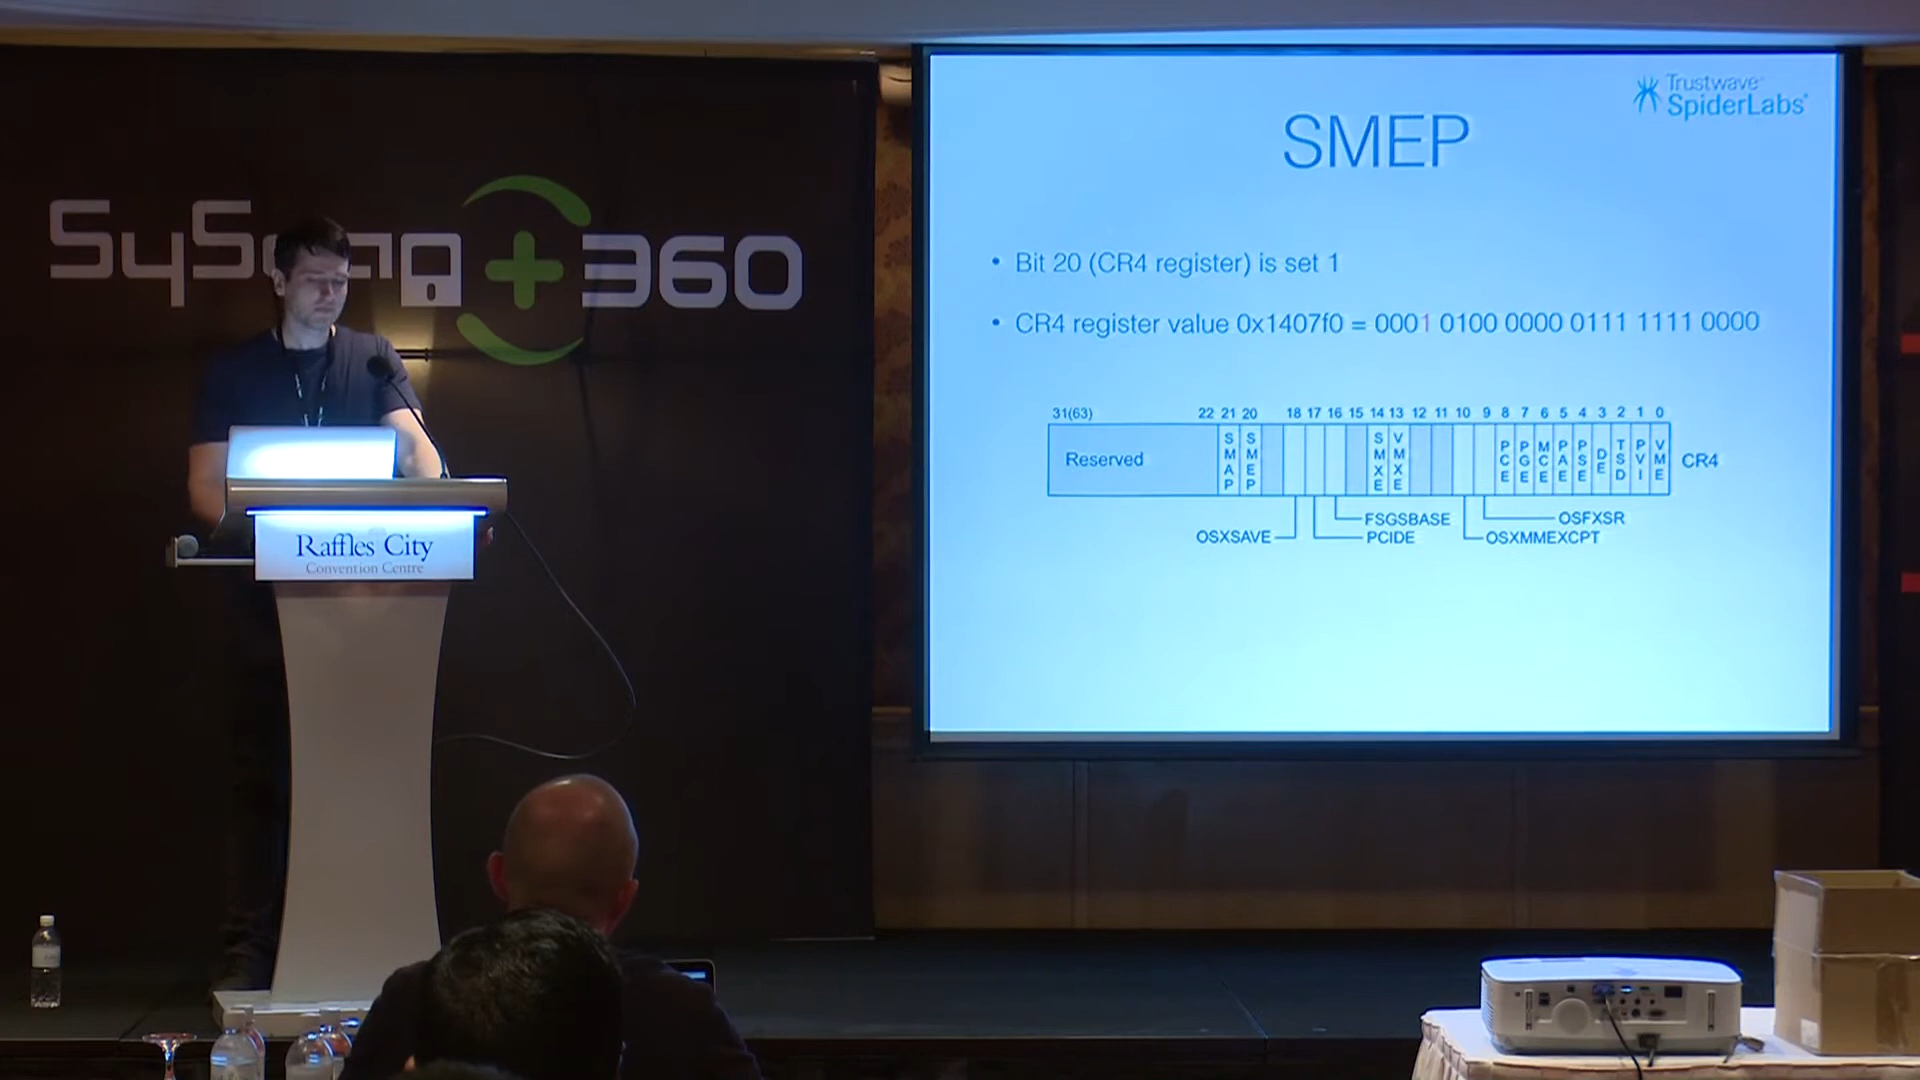 SyScan+360
Trustwave
SpiderLabs
SMEP
• Bit 20 (CR4 register) is set 1
• CR4 register value 0x1407f0 = 0001 0100 0000 0111 1111 0000
31(63) 22 21 20 18 17 16 15 14 13 12 11 10 9 8 7 6 5 4 3 2 1 0
Reserved SMAP SMEP SMXE VMXE PCE PGE MCE PAE PSE DE TSD PVI VME CR4
FSGSBASE OSFXSR
OSXSAVE PCIDE OSXMMEXCPT
Raffles City
Convention Centre